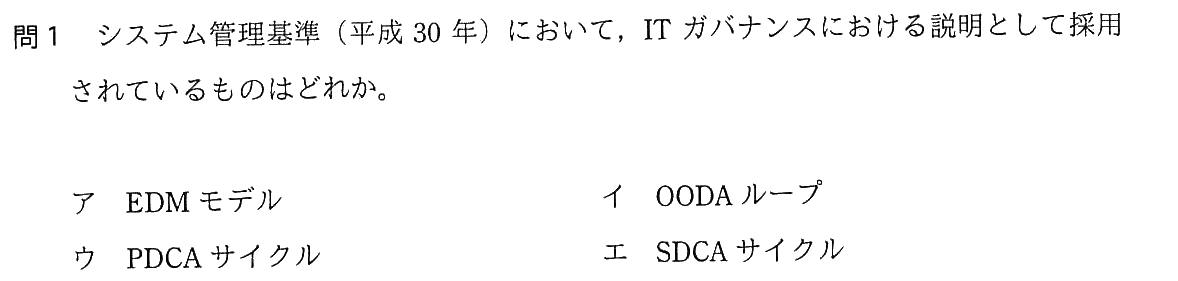 問1 システム管理基準（平成 30 年）において，IT ガバナンスにおける説明として採用
されているものはどれか。
ア EDM モデル
イ OODA ループ
ウ PDCA サイクル
エ SDCA サイクル